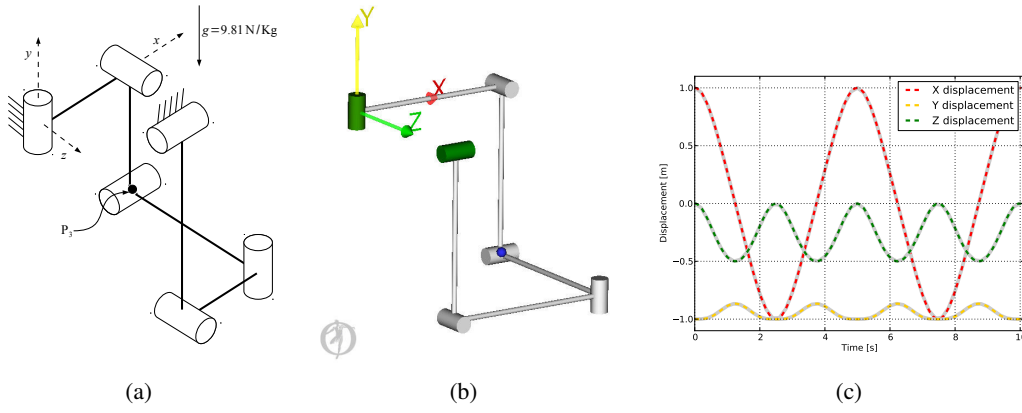 g=9.81 N/Kg
x
y
z
P₃
(a)
Y
X
Z
(b)
X displacement
Y displacement
Z displacement
Displacement [m]
1.0
0.5
0.0
−0.5
−1.0
0 2 4 6 8 10
Time [s]
(c)